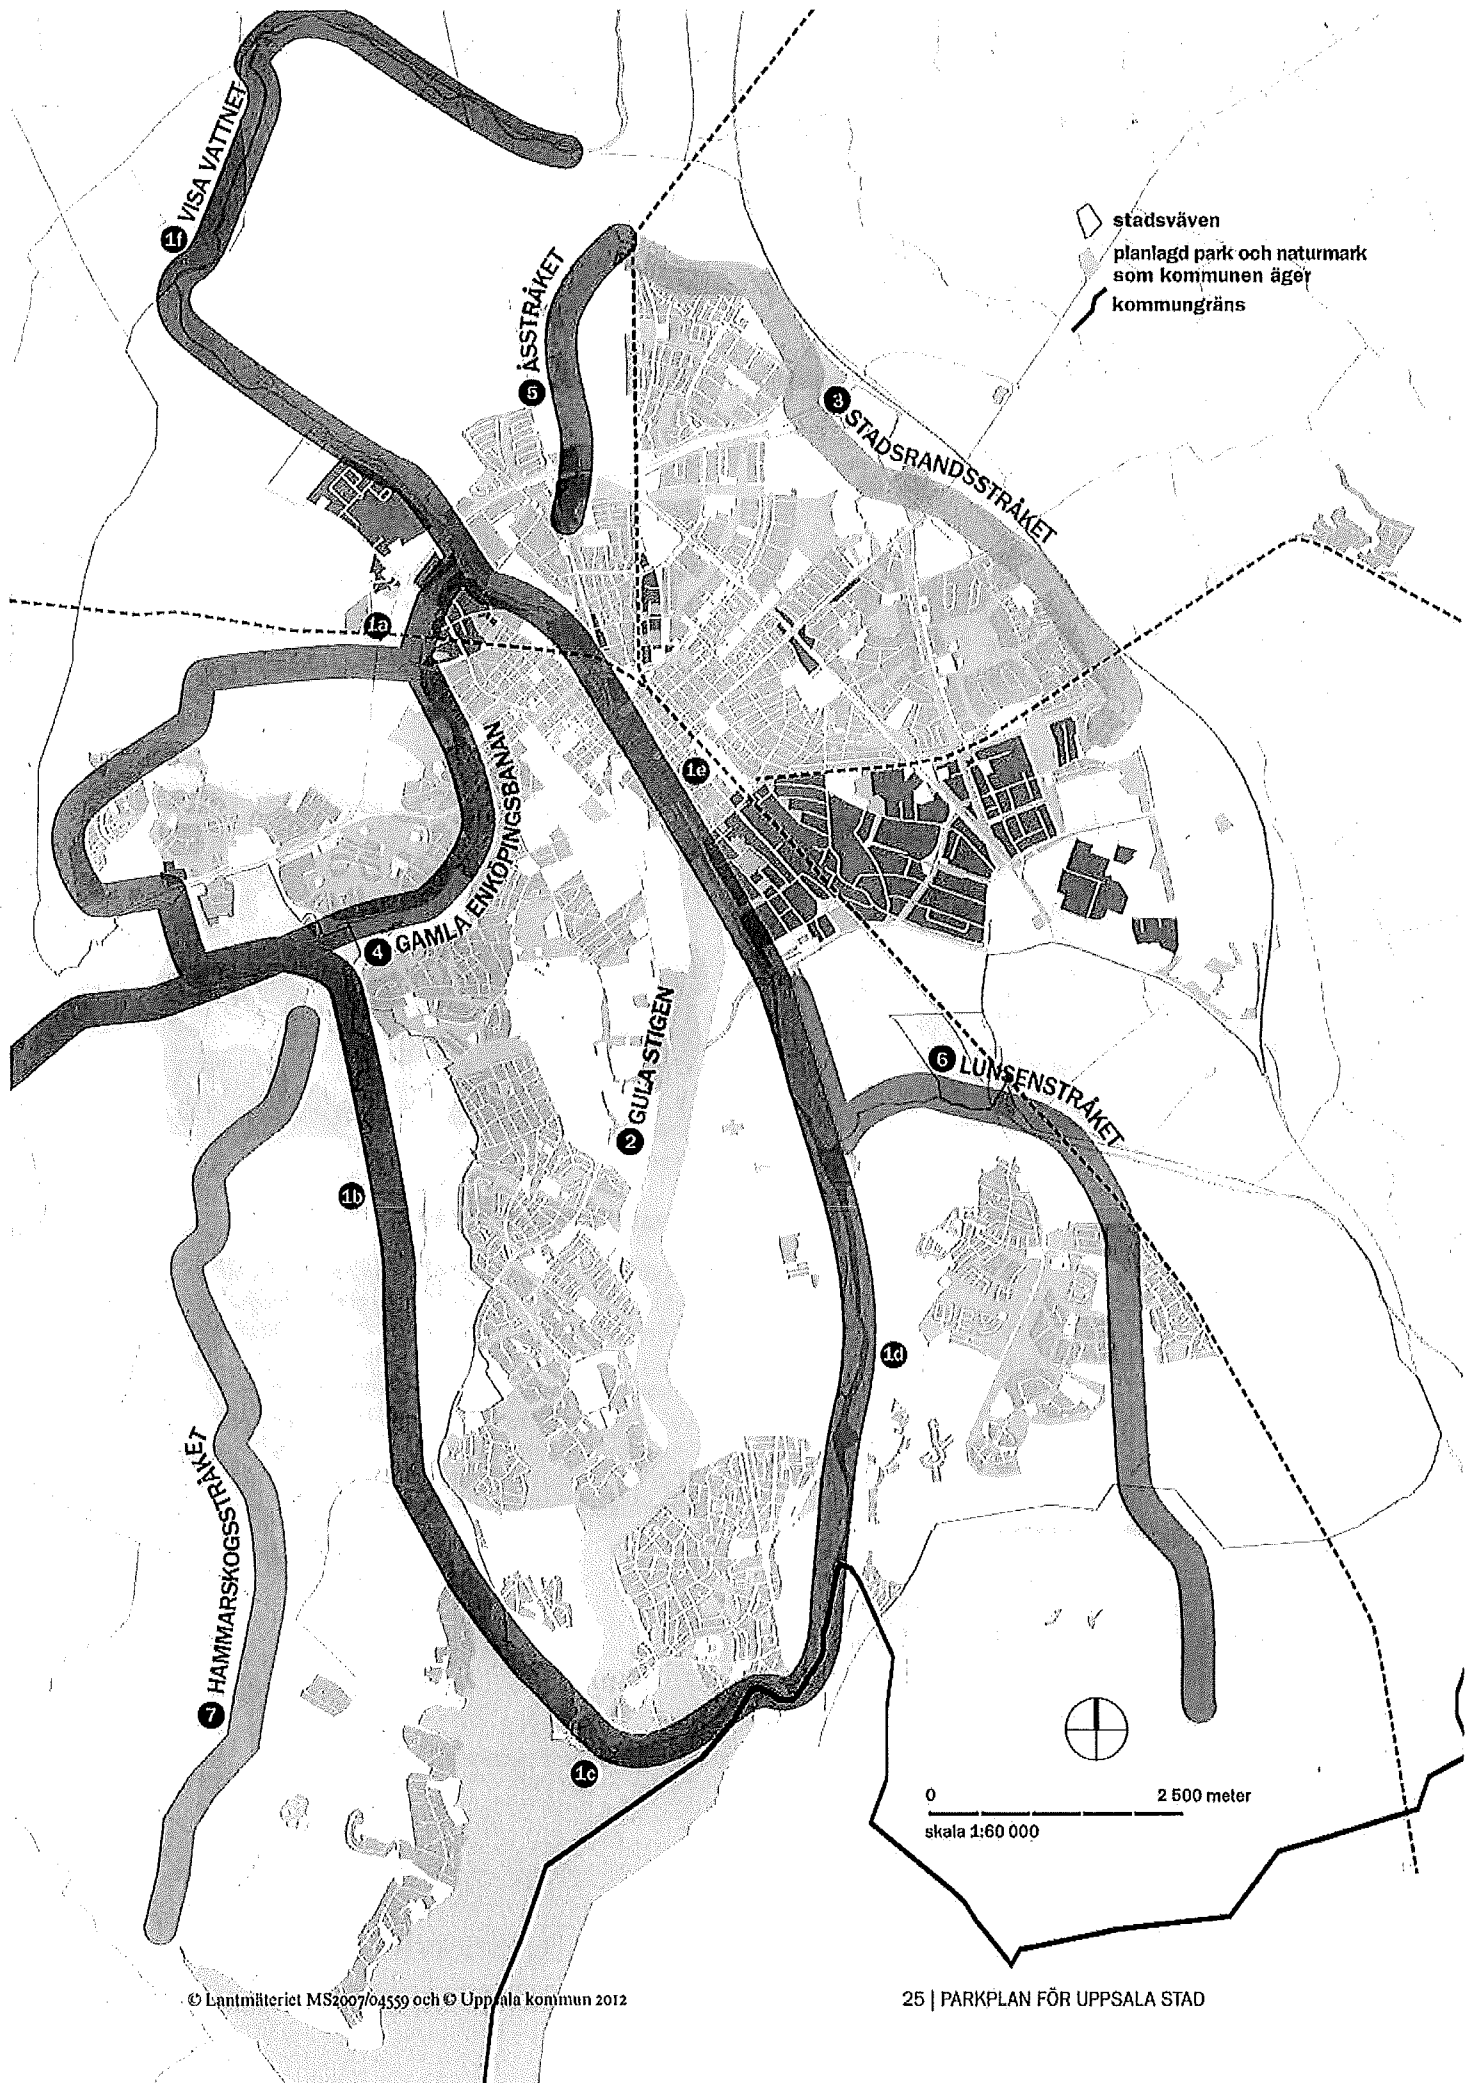 1f VISA VATTNET
5 ÅSSTRÅKET
stadsväven
planlagd park och naturmark
som kommunen äger
kommungräns
3 STADSRANDSSTRÅKET
1a
1e
4 GAMLA ENKÖPINGSBANAN
2 GULA STIGEN
6 LUNSENSTRÅKET
1b
1d
7 HAMMARSKOGSSTRÅKET
1c
0 2 500 meter
skala 1:60 000
© Lantmäteriet MS2007/04559 och © Uppsala kommun 2012
25 | PARKPLAN FÖR UPPSALA STAD